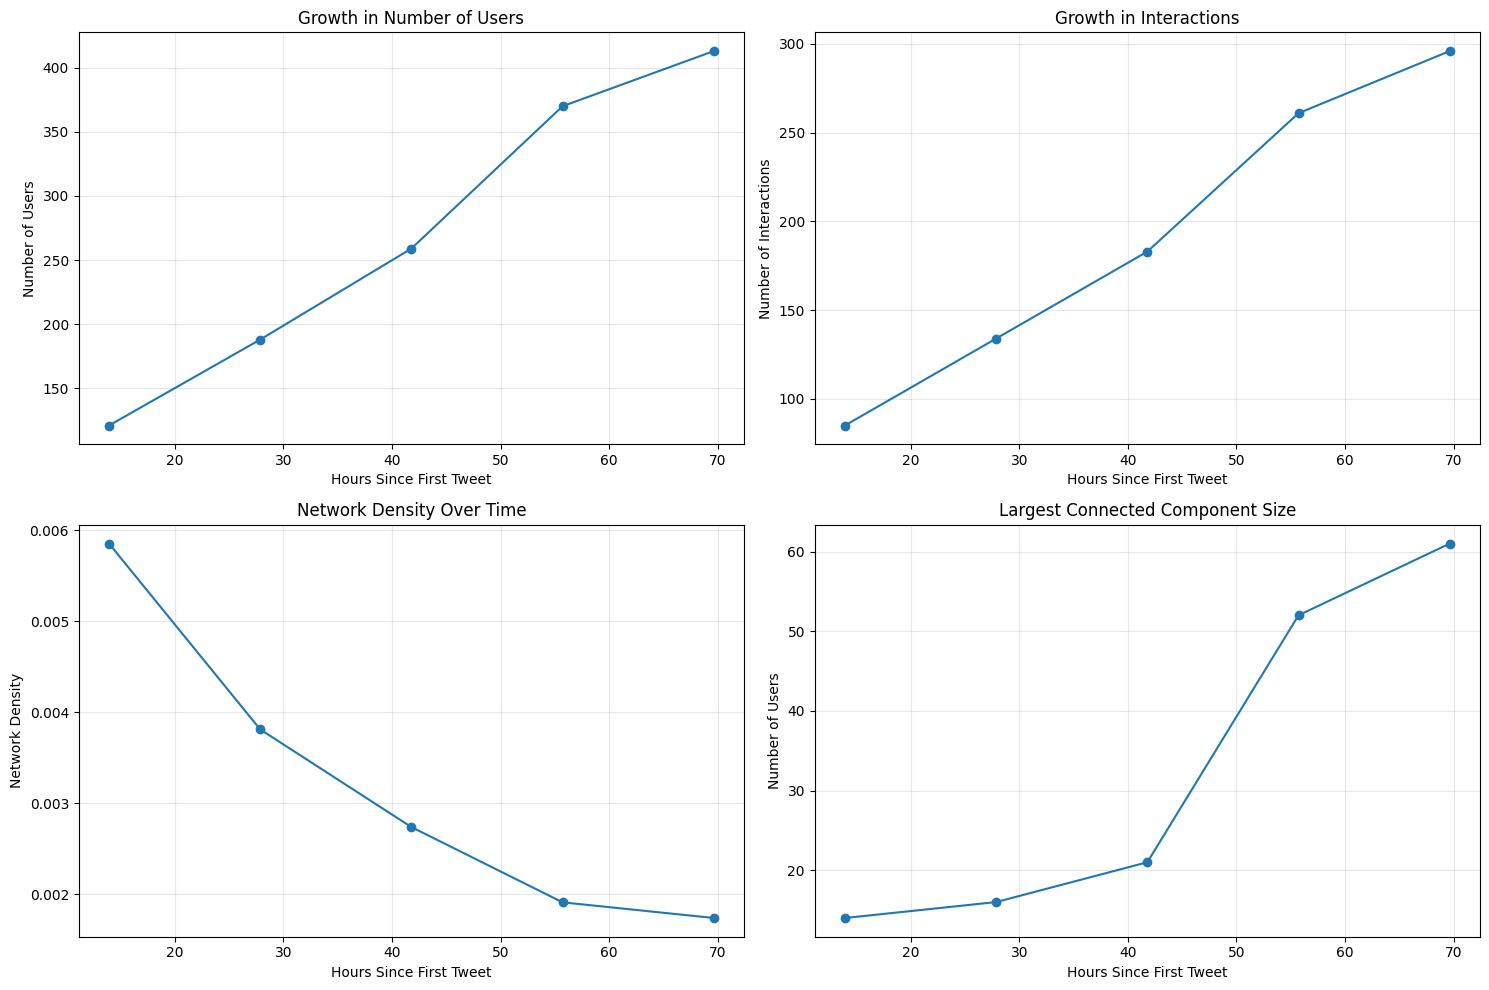 Growth in Number of Users
Number of Users
400
350
300
250
200
150
20 30 40 50 60 70
Hours Since First Tweet
Growth in Interactions
Number of Interactions
300
250
200
150
100
20 30 40 50 60 70
Hours Since First Tweet
Network Density Over Time
Network Density
0.006
0.005
0.004
0.003
0.002
20 30 40 50 60 70
Hours Since First Tweet
Largest Connected Component Size
Number of Users
60
50
40
30
20
20 30 40 50 60 70
Hours Since First Tweet